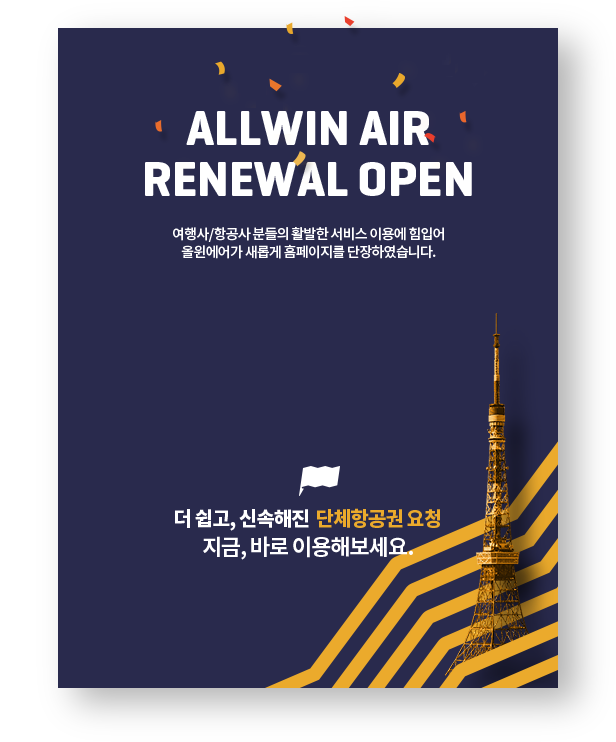 ALLWIN AIR
RENEWAL OPEN
여행사/항공사 분들의 활발한 서비스 이용에 힘입어
올윈에어가 새롭게 홈페이지를 단장하였습니다.
더 쉽고, 신속해진 단체항공권 요청
지금, 바로 이용해보세요.